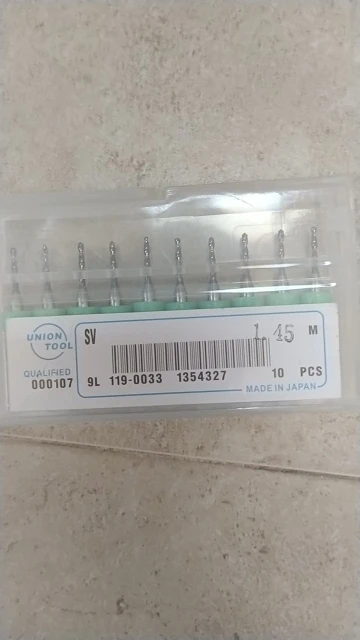 UNION
TOOL
SV
1.45
M
QUALIFIED
000107
9L 119-0033 1354327
10 PCS
MADE IN JAPAN